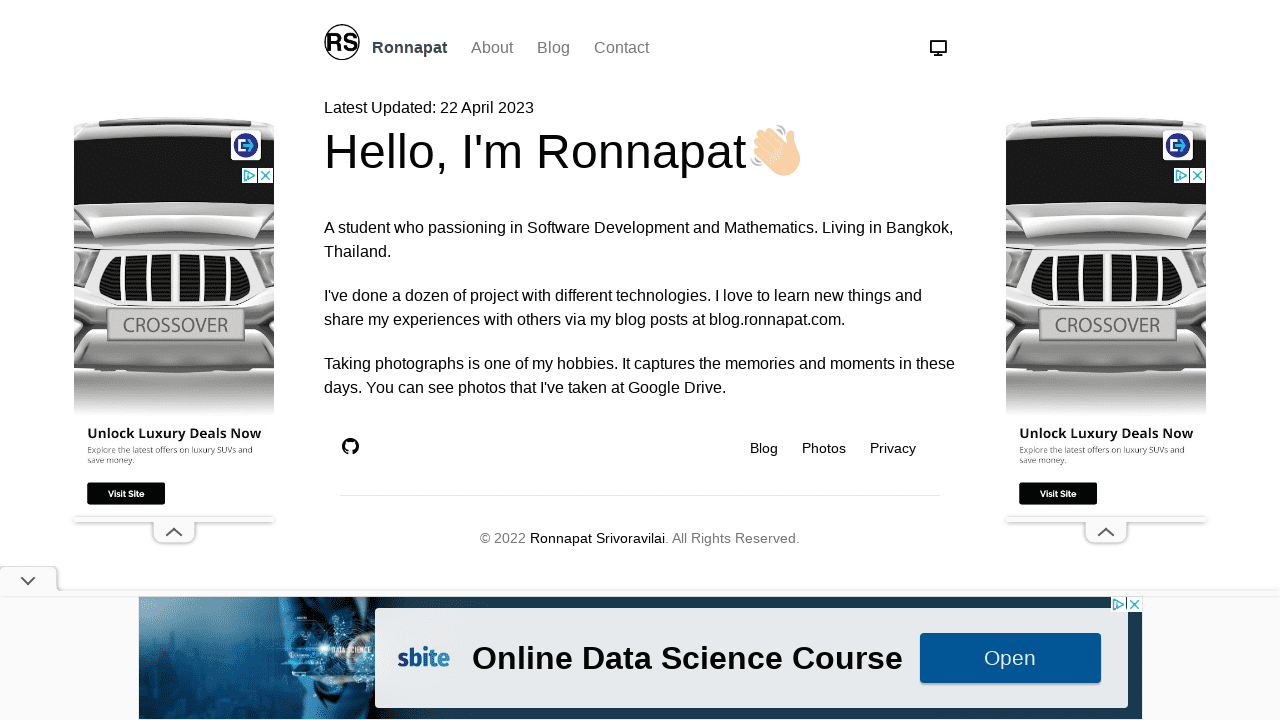 RS Ronnapat About Blog Contact
Latest Updated: 22 April 2023
Hello, I'm Ronnapat
A student who passioning in Software Development and Mathematics. Living in Bangkok,
Thailand.
I've done a dozen of project with different technologies. I love to learn new things and
share my experiences with others via my blog posts at blog.ronnapat.com.
Taking photographs is one of my hobbies. It captures the memories and moments in these
days. You can see photos that I've taken at Google Drive.
Blog Photos Privacy
© 2022 Ronnapat Srivoravilai. All Rights Reserved.
CROSSOVER
Unlock Luxury Deals Now
Explore the latest offers on luxury SUVs and
save money.
Visit Site
CROSSOVER
Unlock Luxury Deals Now
Explore the latest offers on luxury SUVs and
save money.
Visit Site
DATA SCIENCE
sbite
Online Data Science Course
Open